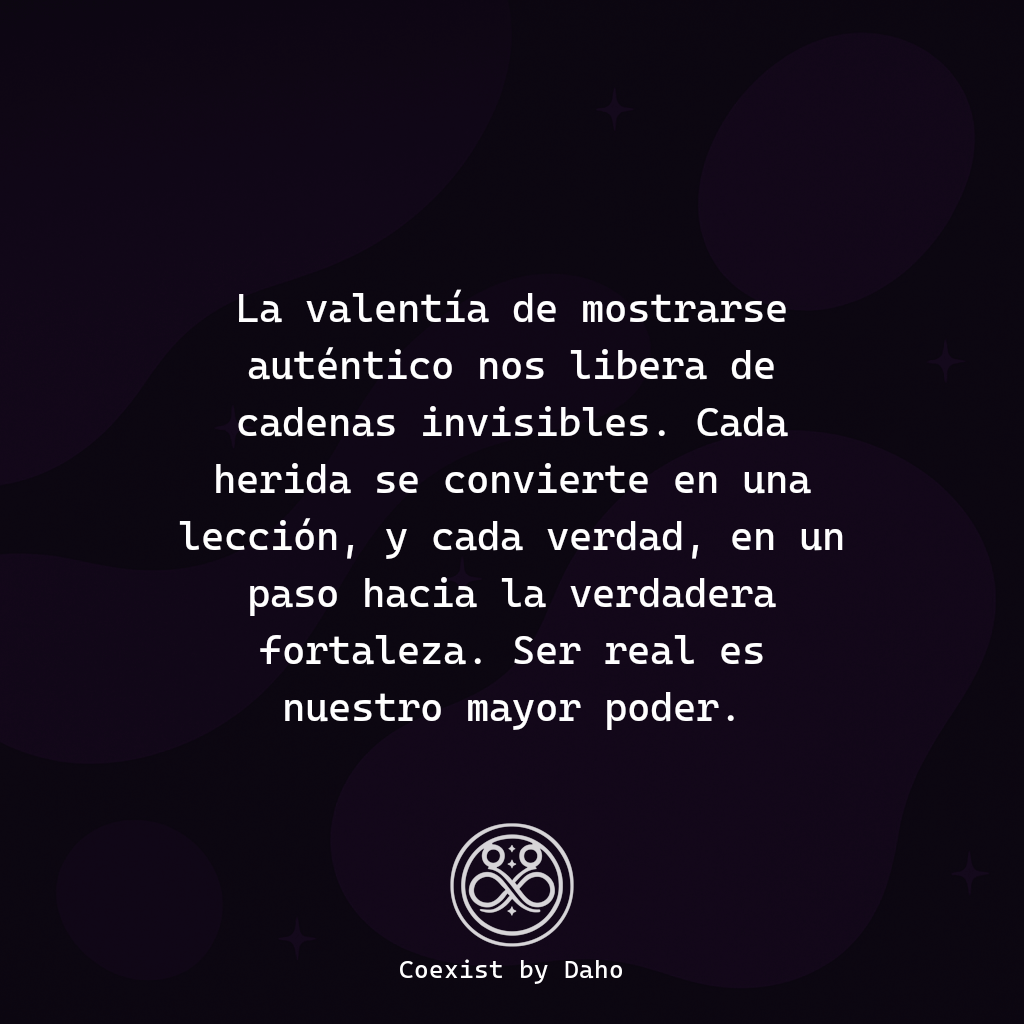 La valentía de mostrarse
auténtico nos libera de
cadenas invisibles. Cada
herida se convierte en una
lección, y cada verdad, en un
paso hacia la verdadera
fortaleza. Ser real es
nuestro mayor poder.
Coexist by Daho